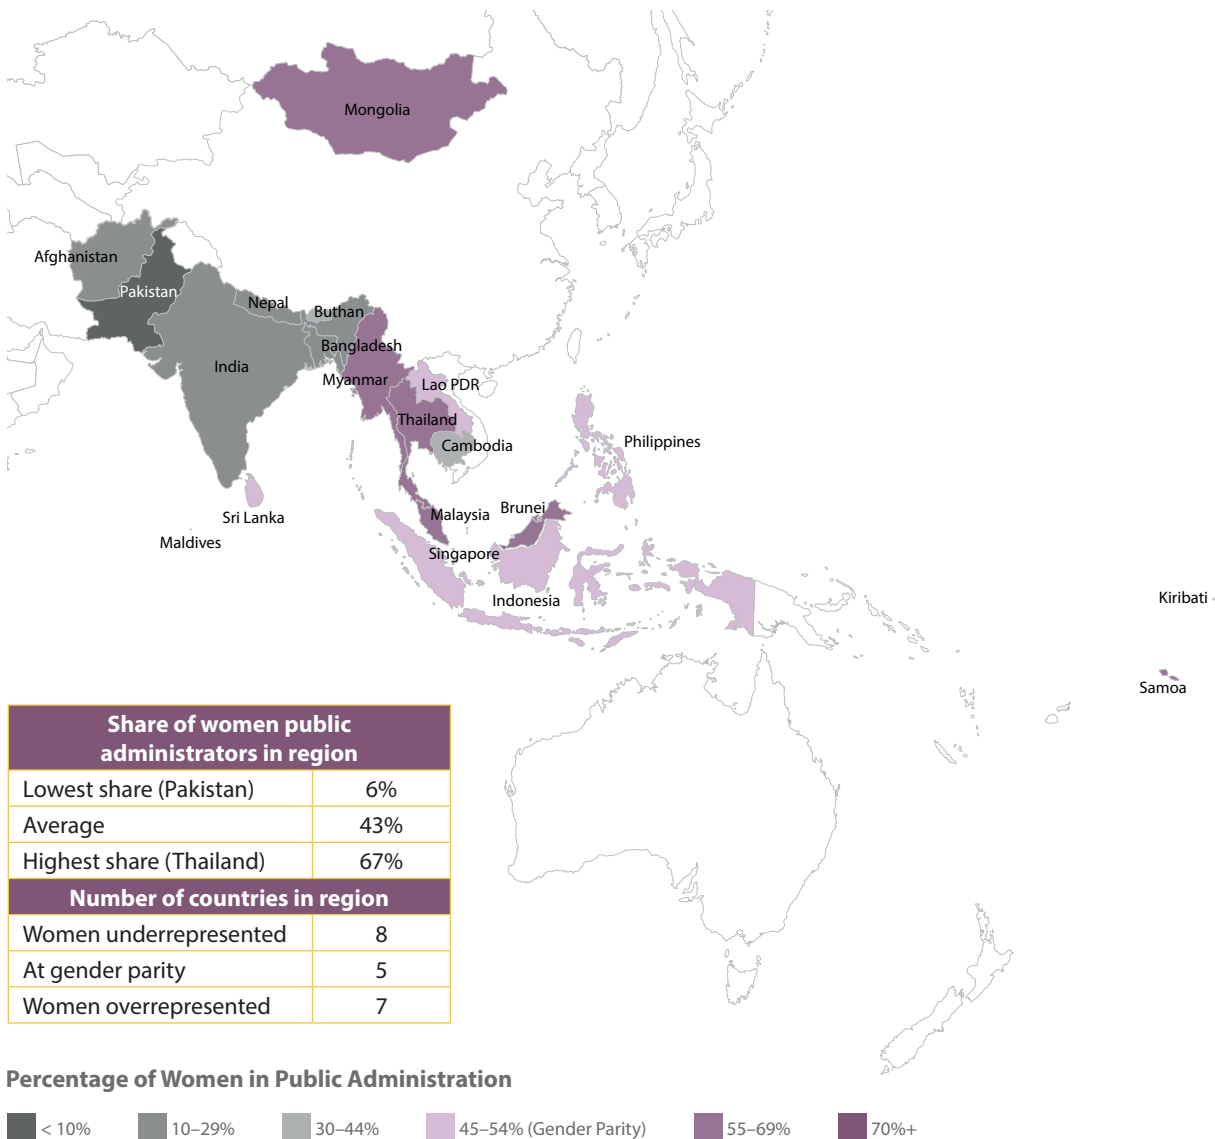 Mongolia
Afghanistan
Pakistan
Nepal
Buthan
Bangladesh
India
Myanmar
Lao PDR
Thailand
Cambodia
Philippines
Sri Lanka
Malaysia
Brunei
Maldives
Singapore
Indonesia
Kiribati
Samoa
Share of women public
administrators in region
Lowest share (Pakistan) 6%
Average 43%
Highest share (Thailand) 67%
Number of countries in region
Women underrepresented 8
At gender parity 5
Women overrepresented 7
Percentage of Women in Public Administration
< 10% 10–29% 30–44% 45–54% (Gender Parity) 55–69% 70%+